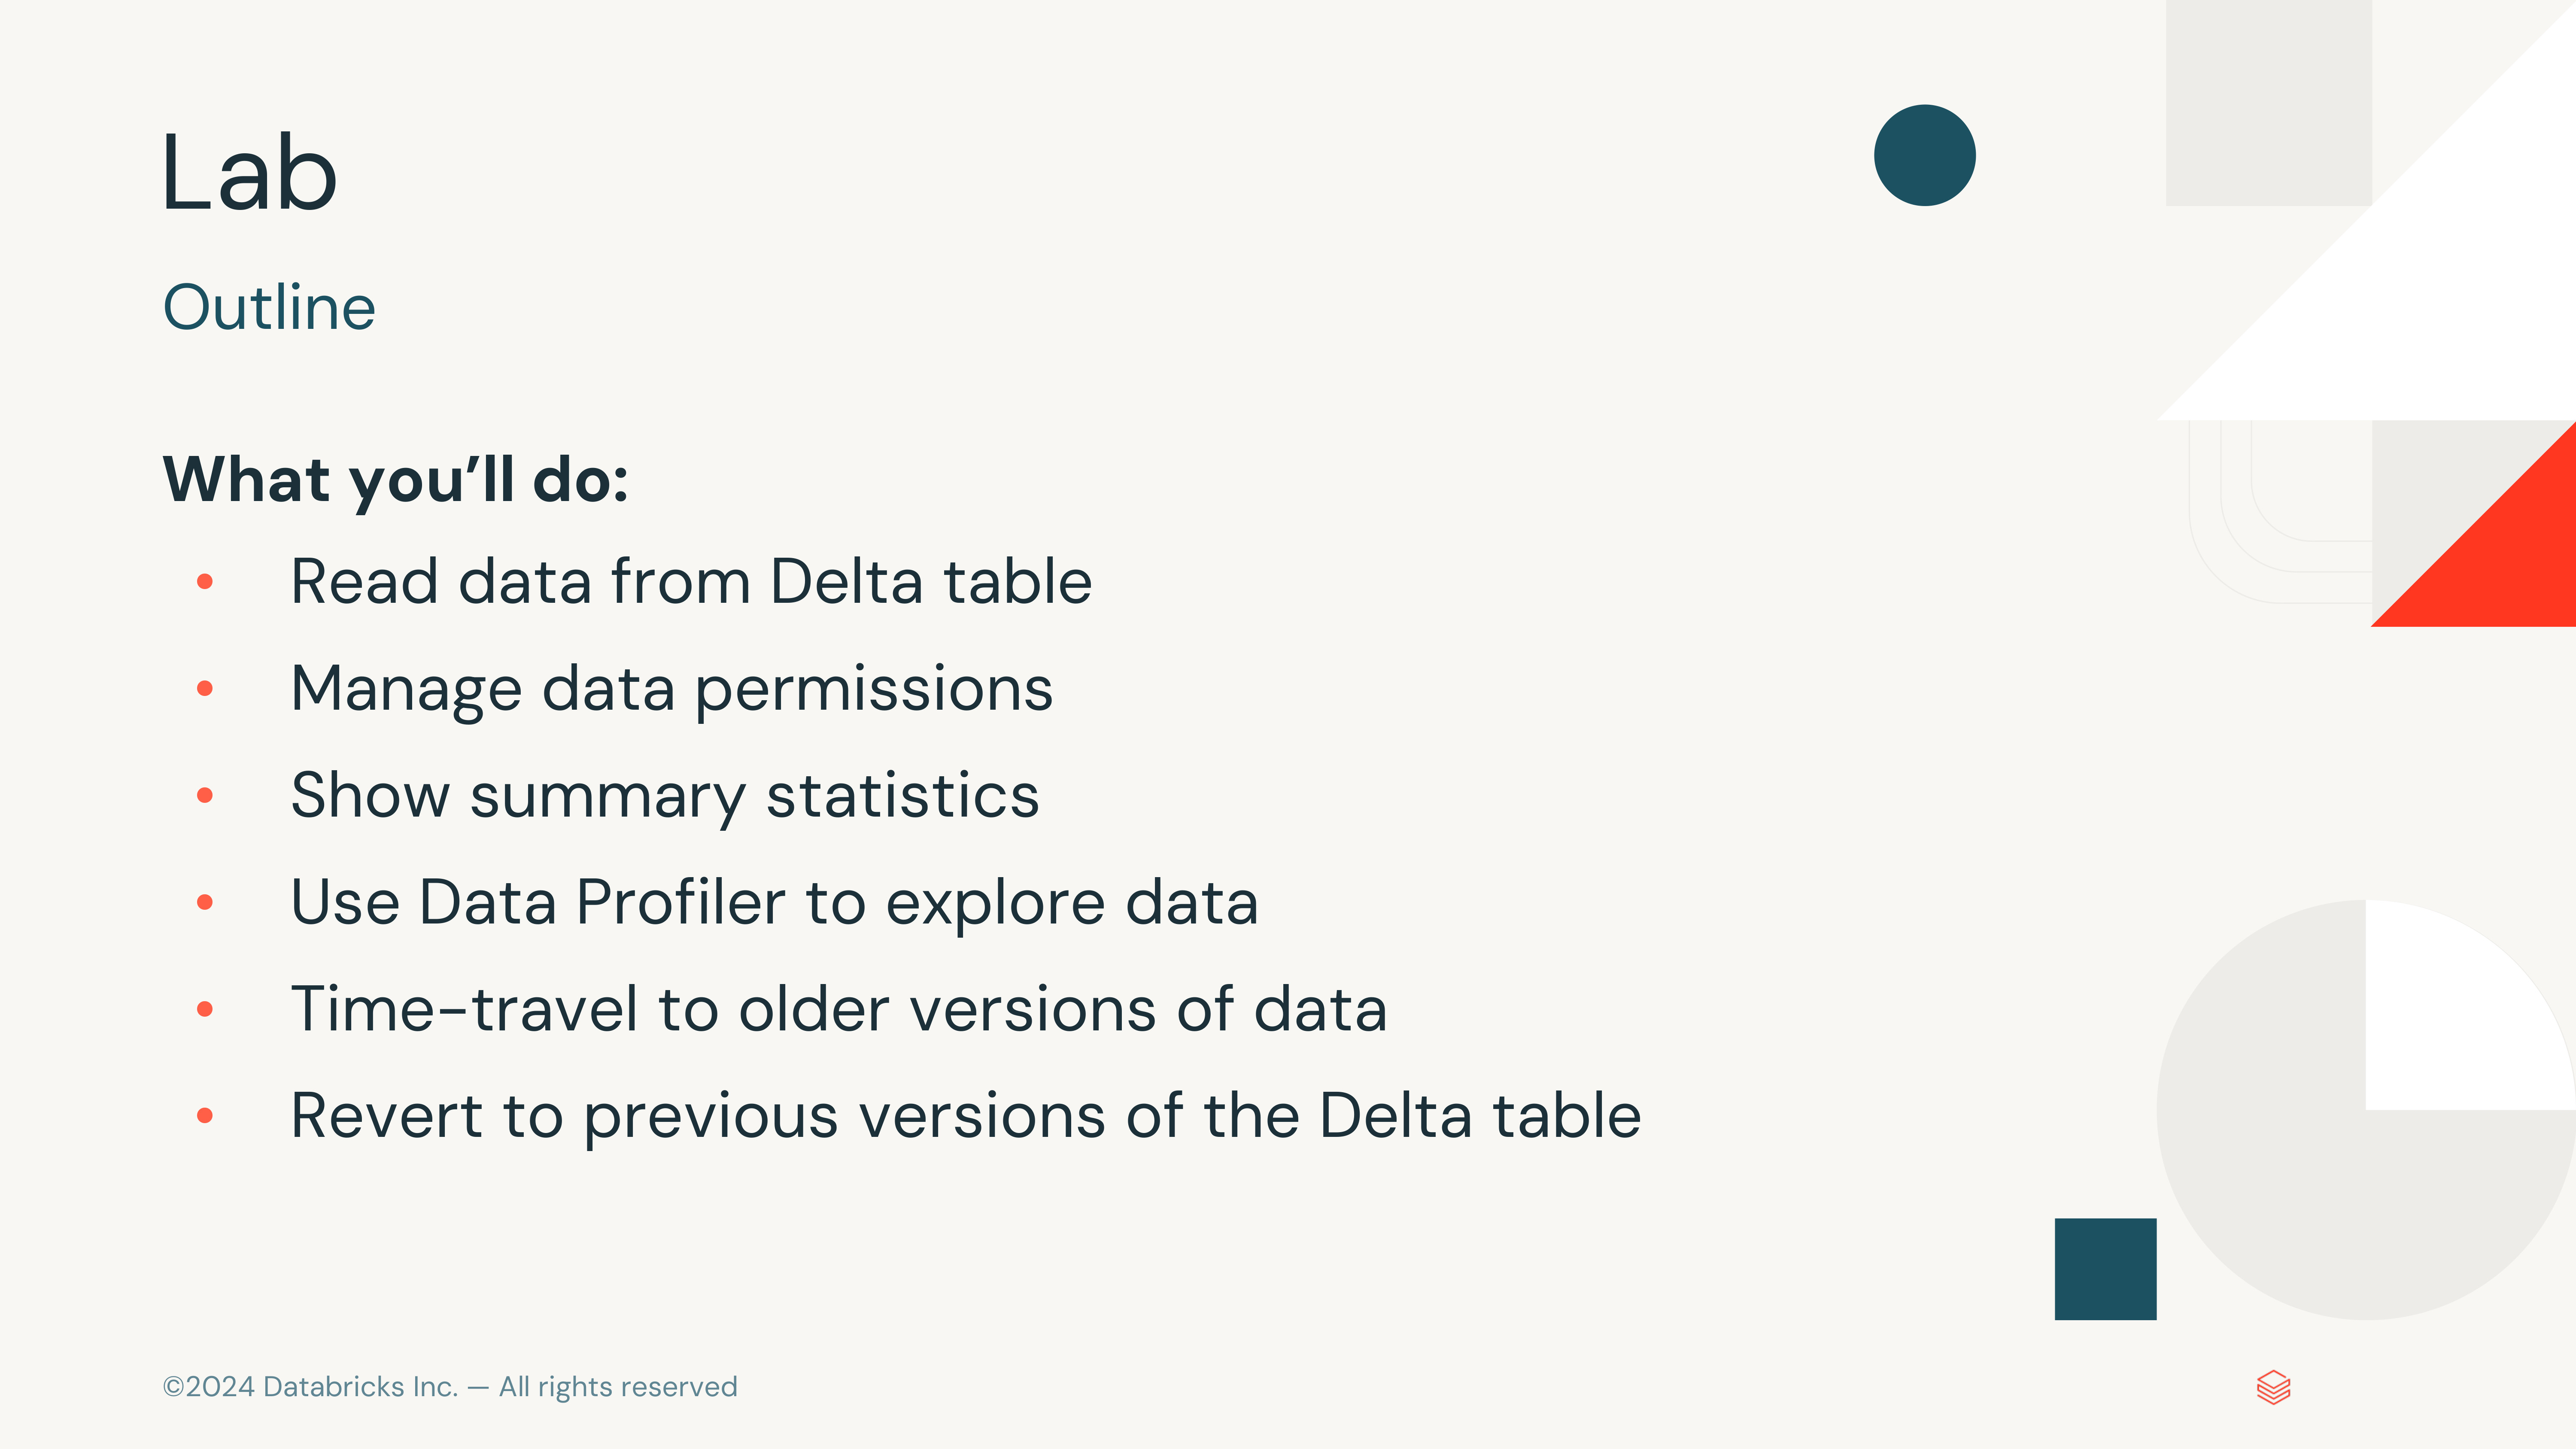 Lab
Outline
What you’ll do:
• Read data from Delta table
• Manage data permissions
• Show summary statistics
• Use Data Profiler to explore data
• Time-travel to older versions of data
• Revert to previous versions of the Delta table
©2024 Databricks Inc. — All rights reserved